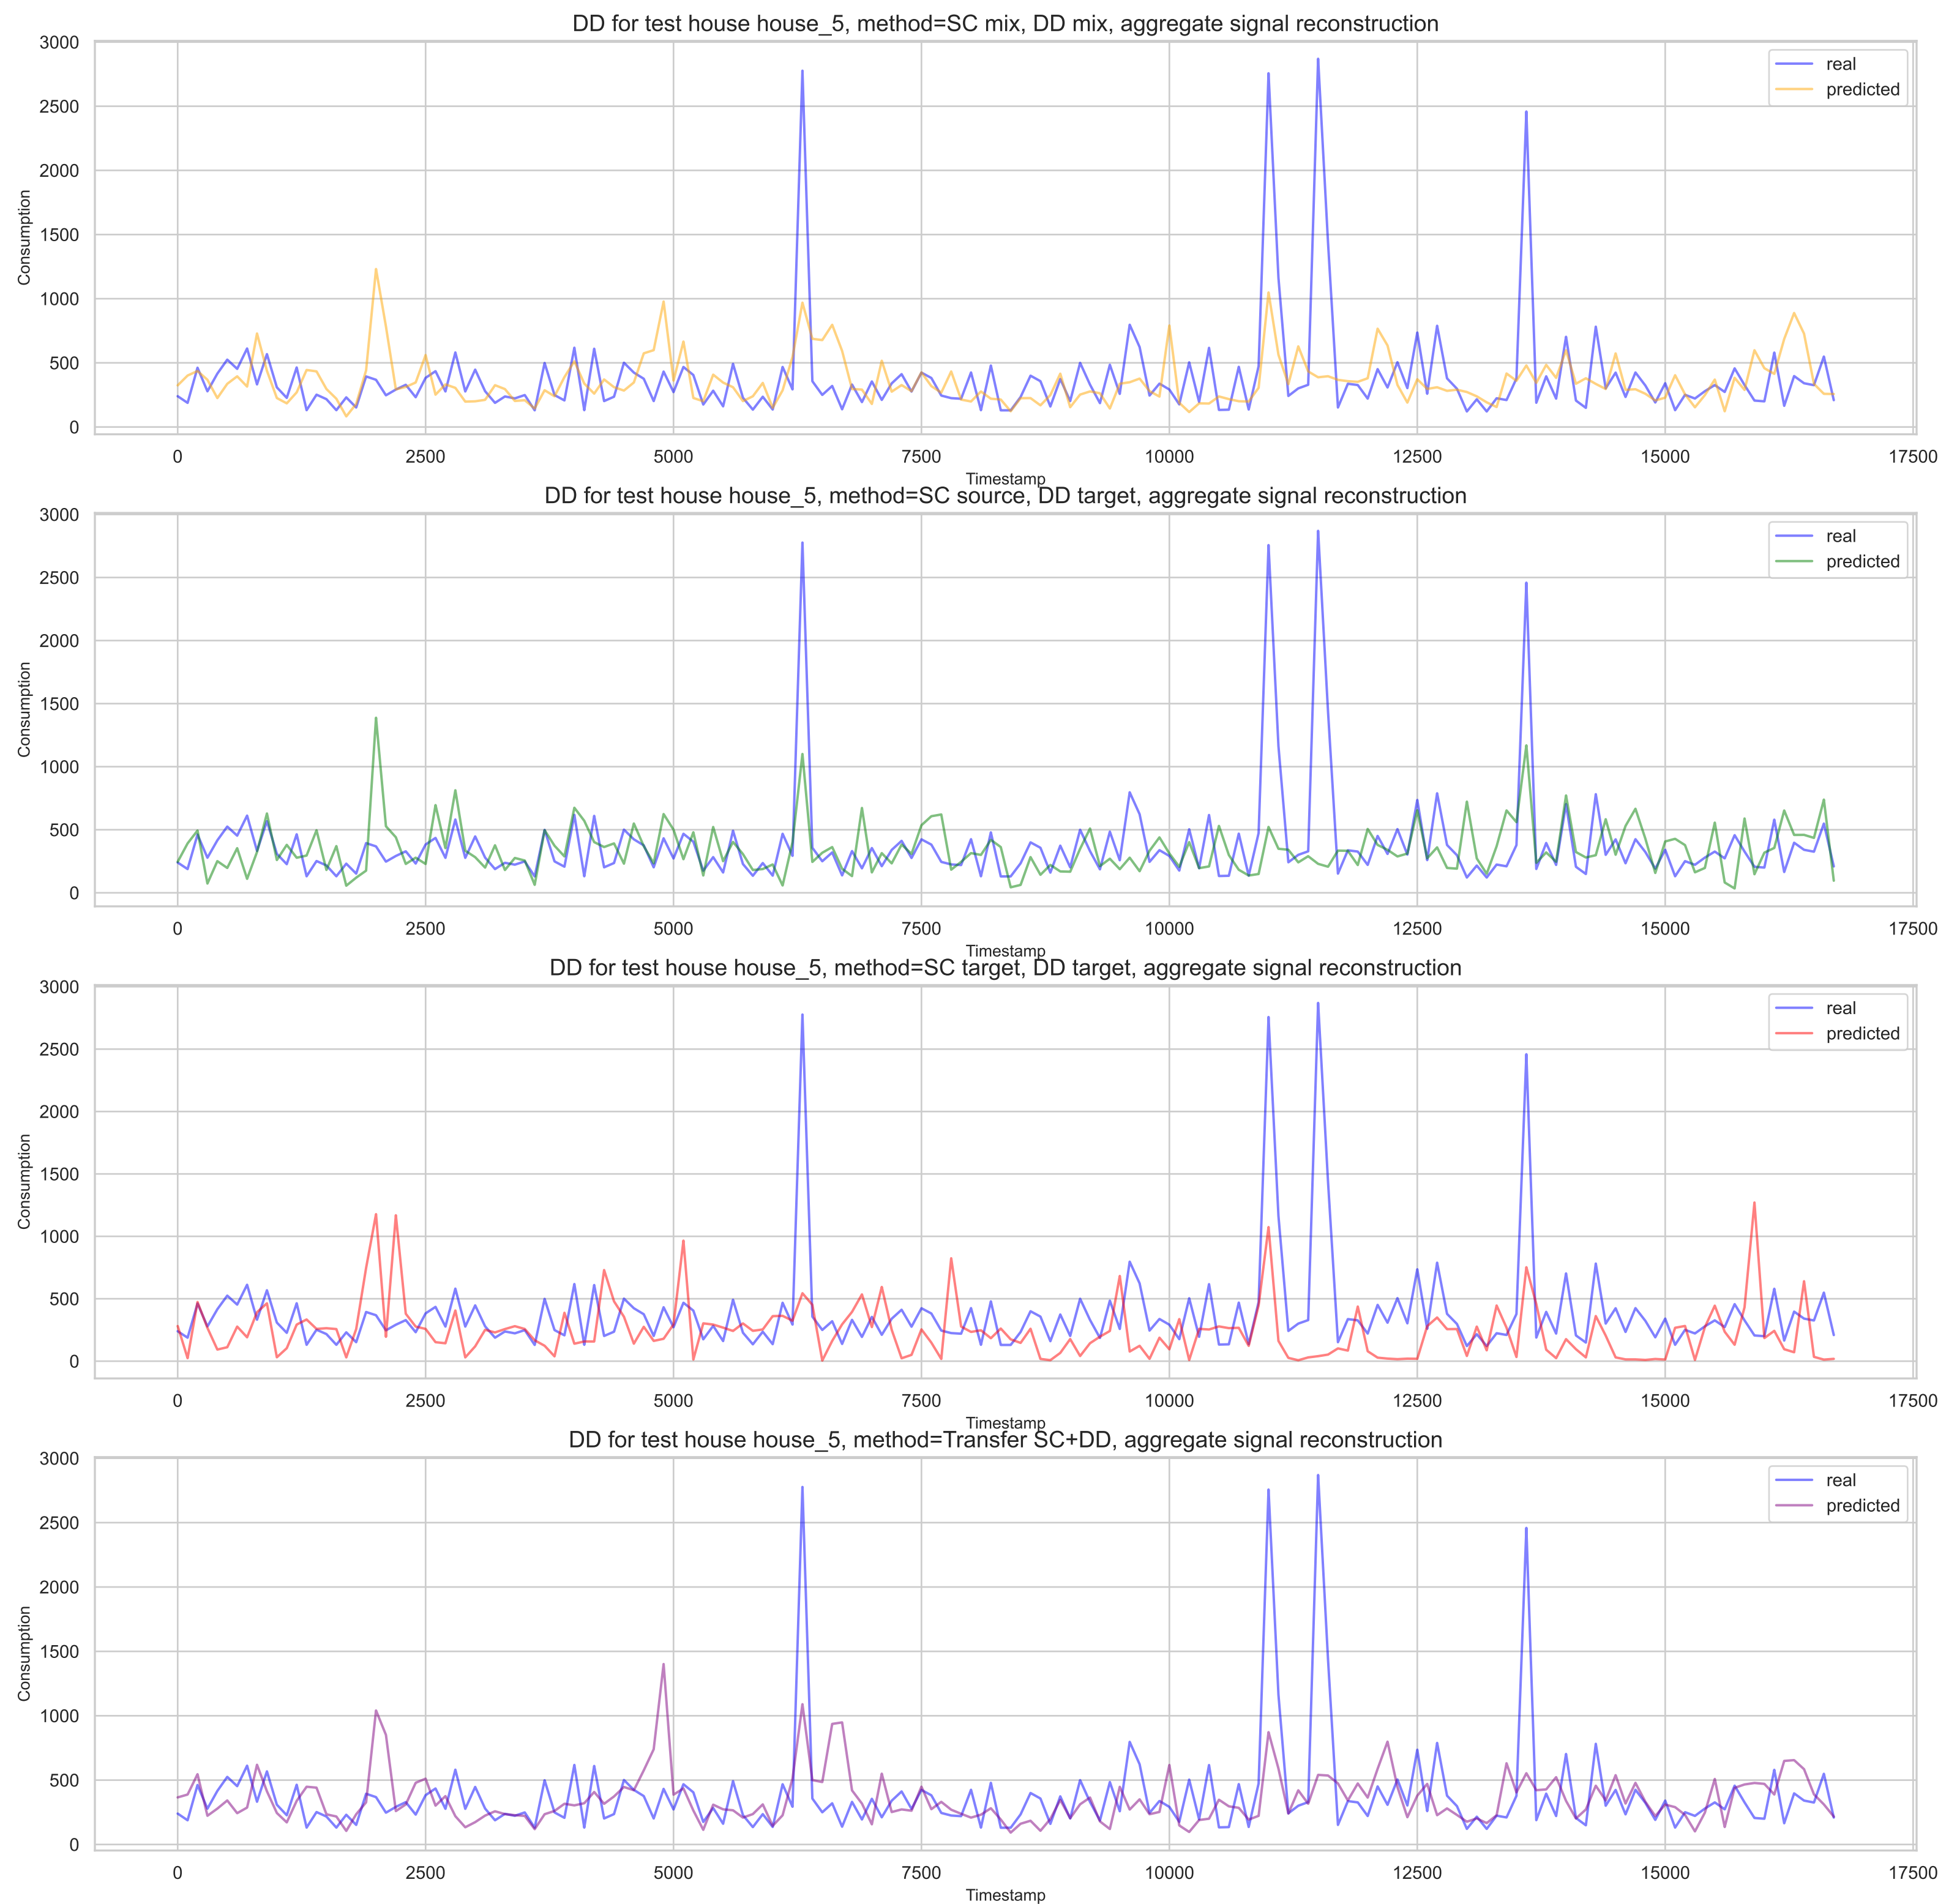 DD for test house house_5, method=SC mix, DD mix, aggregate signal reconstruction
3000
2500
2000
1500
1000
500
0
Consumption
real
predicted
0 2500 5000 7500 10000 12500 15000 17500
Timestamp
DD for test house house_5, method=SC source, DD target, aggregate signal reconstruction
3000
2500
2000
1500
1000
500
0
Consumption
real
predicted
0 2500 5000 7500 10000 12500 15000 17500
Timestamp
DD for test house house_5, method=SC target, DD target, aggregate signal reconstruction
3000
2500
2000
1500
1000
500
0
Consumption
real
predicted
0 2500 5000 7500 10000 12500 15000 17500
Timestamp
DD for test house house_5, method=Transfer SC+DD, aggregate signal reconstruction
3000
2500
2000
1500
1000
500
0
Consumption
real
predicted
0 2500 5000 7500 10000 12500 15000 17500
Timestamp